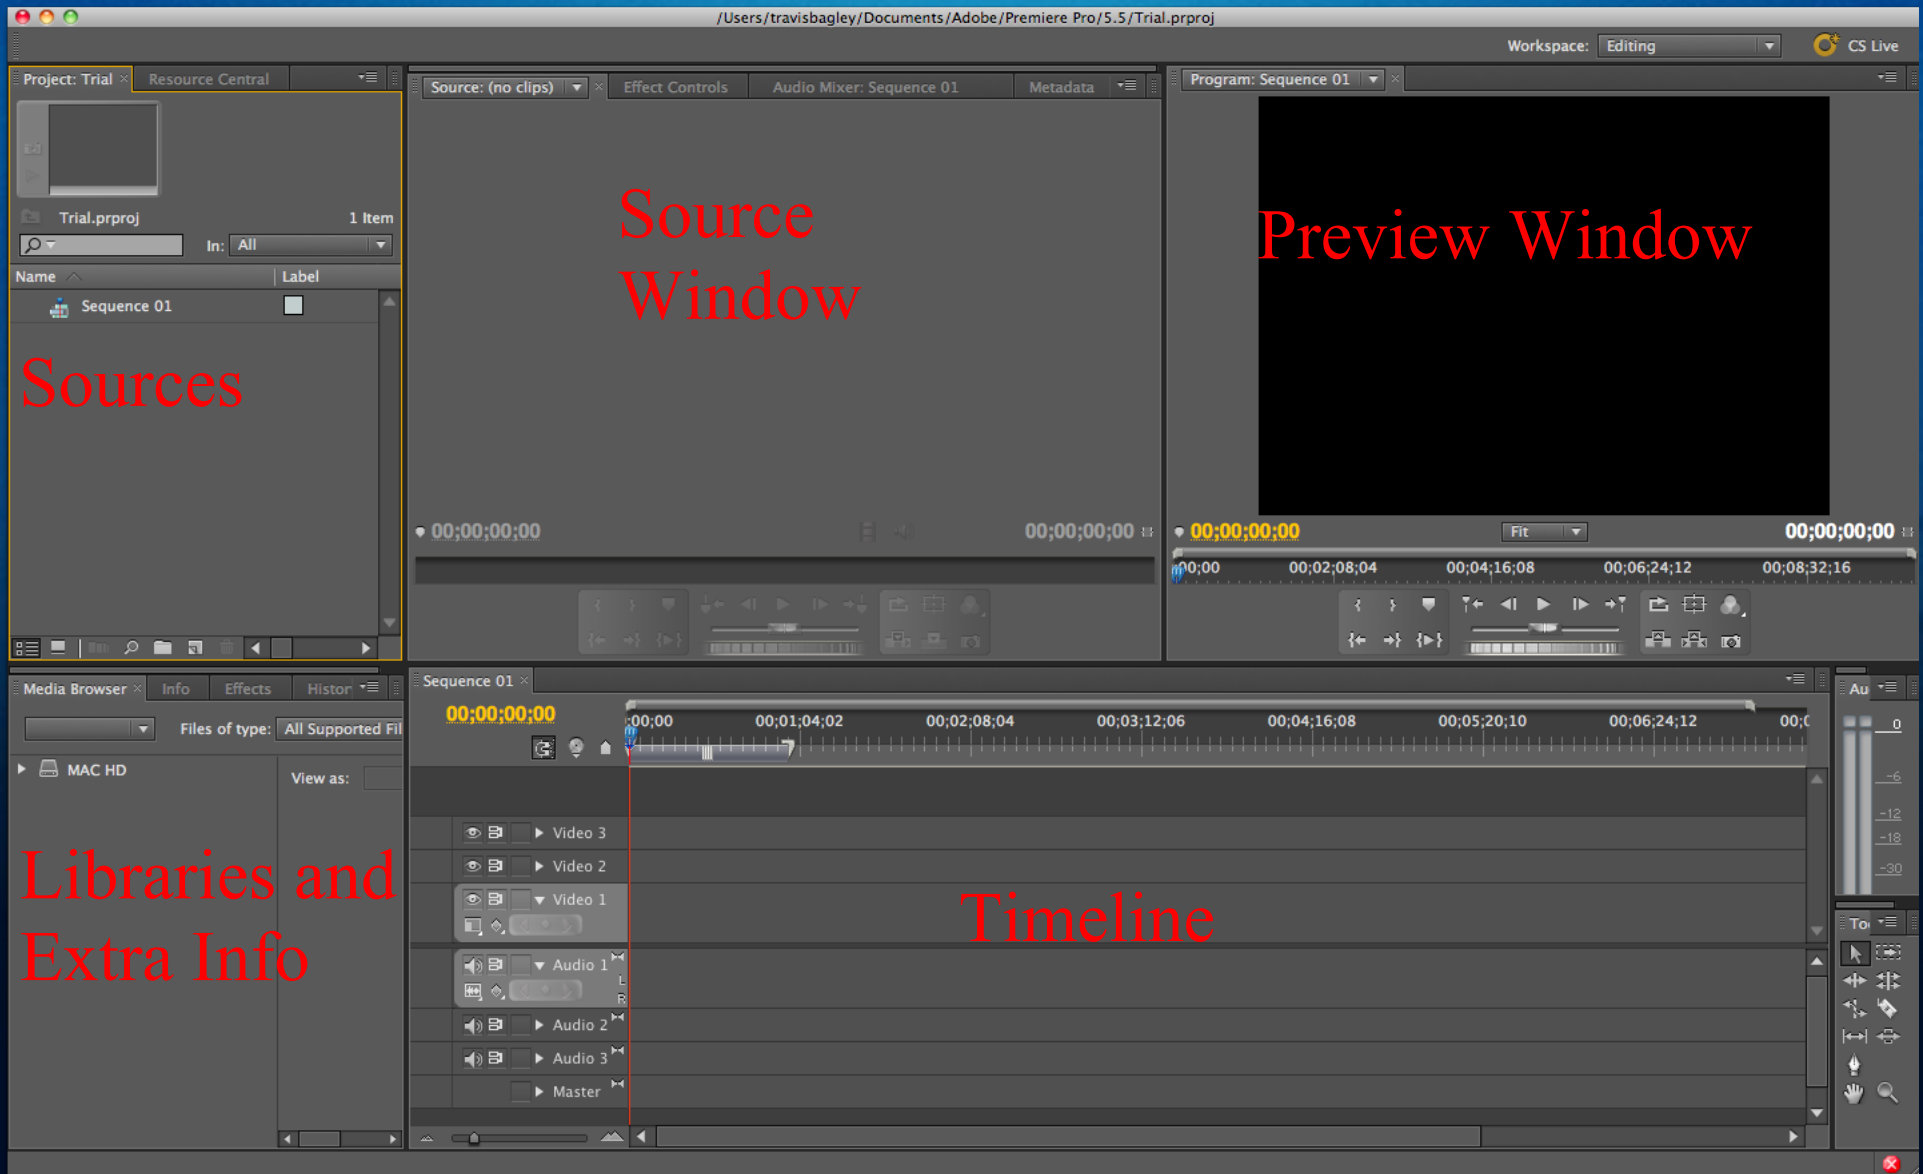 /Users/travisbagley/Documents/Adobe/Premiere Pro/5.5/Trial.prproj
Workspace: Editing CS Live
Project: Trial Resource Central
Source: (no clips) Effect Controls Audio Mixer: Sequence 01 Metadata
Program: Sequence 01
Trial.prproj 1 Item
In: All
Name Label
Sequence 01
Sources
Source
Window
Preview Window
00;00;00;00 00;00;00;00
00;00;00;00 Fit 00;00;00;00
00;00 00;02;08;04 00;04;16;08 00;06;24;12 00;08;32;16
Media Browser Info Effects Histor
Files of type: All Supported Fil
MAC HD
View as:
Libraries and
Extra Info
Sequence 01
00;00;00;00
;00;00 00;01;04;02 00;02;08;04 00;03;12;06 00;04;16;08 00;05;20;10 00;06;24;12 00;0
Video 3
Video 2
Video 1
Timeline
Audio 1
L
R
Audio 2
Audio 3
Master
Au
0
-6
-12
-18
-30
To